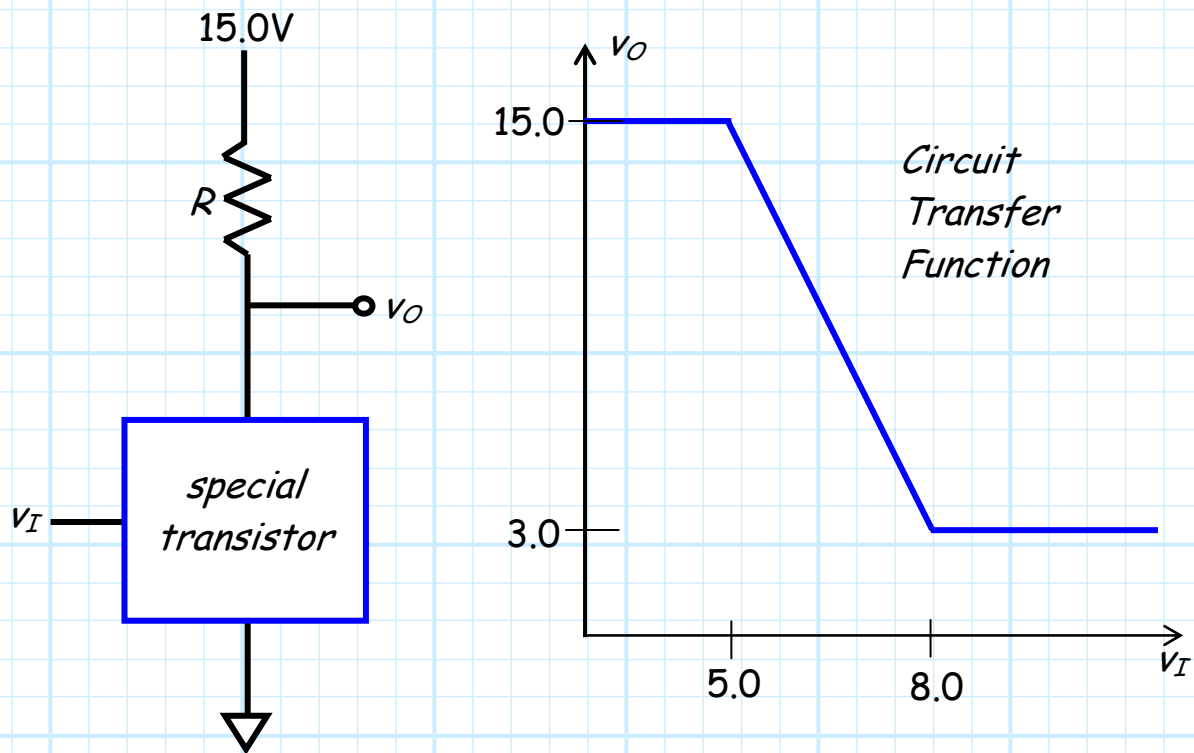 15.0V
R
vO
special
transistor
vI
vO
15.0
3.0
5.0
8.0
vI
Circuit
Transfer
Function